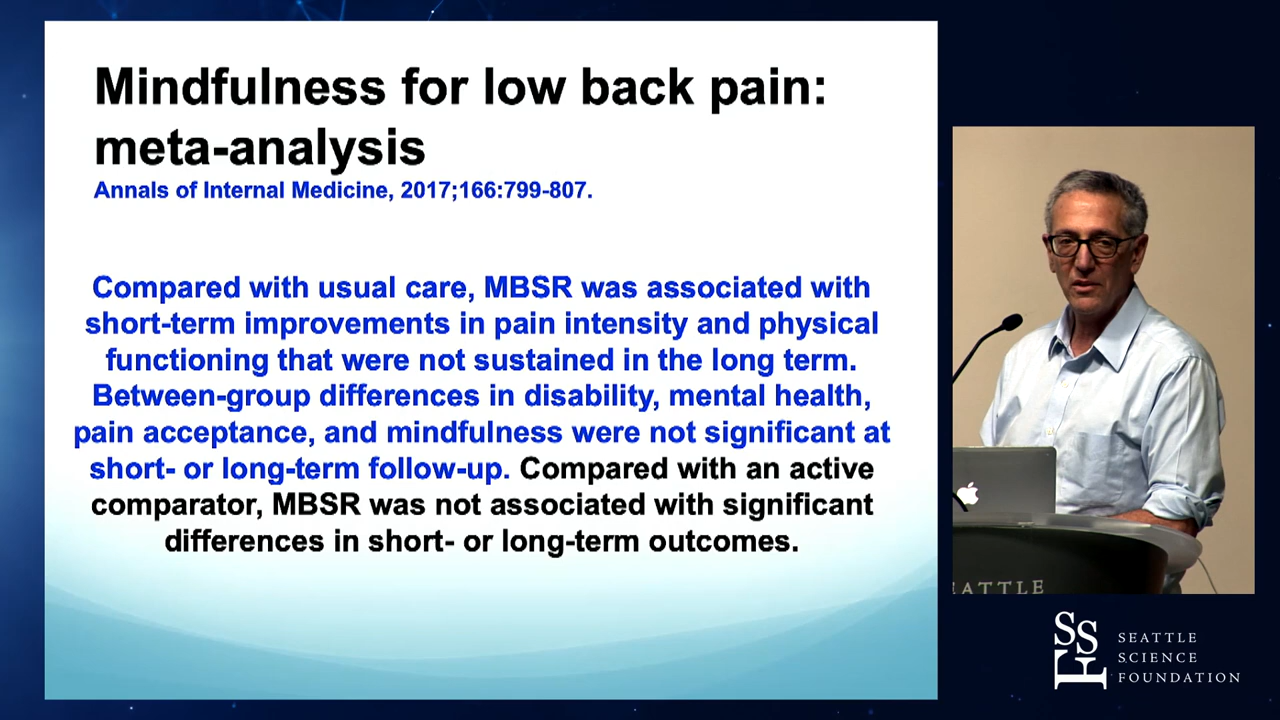 Mindfulness for low back pain:
meta-analysis
Annals of Internal Medicine, 2017;166:799-807.
Compared with usual care, MBSR was associated with
short-term improvements in pain intensity and physical
functioning that were not sustained in the long term.
Between-group differences in disability, mental health,
pain acceptance, and mindfulness were not significant at
short- or long-term follow-up. Compared with an active
comparator, MBSR was not associated with significant
differences in short- or long-term outcomes.
EATTLE
SSF
SEATTLE
SCIENCE
FOUNDATION